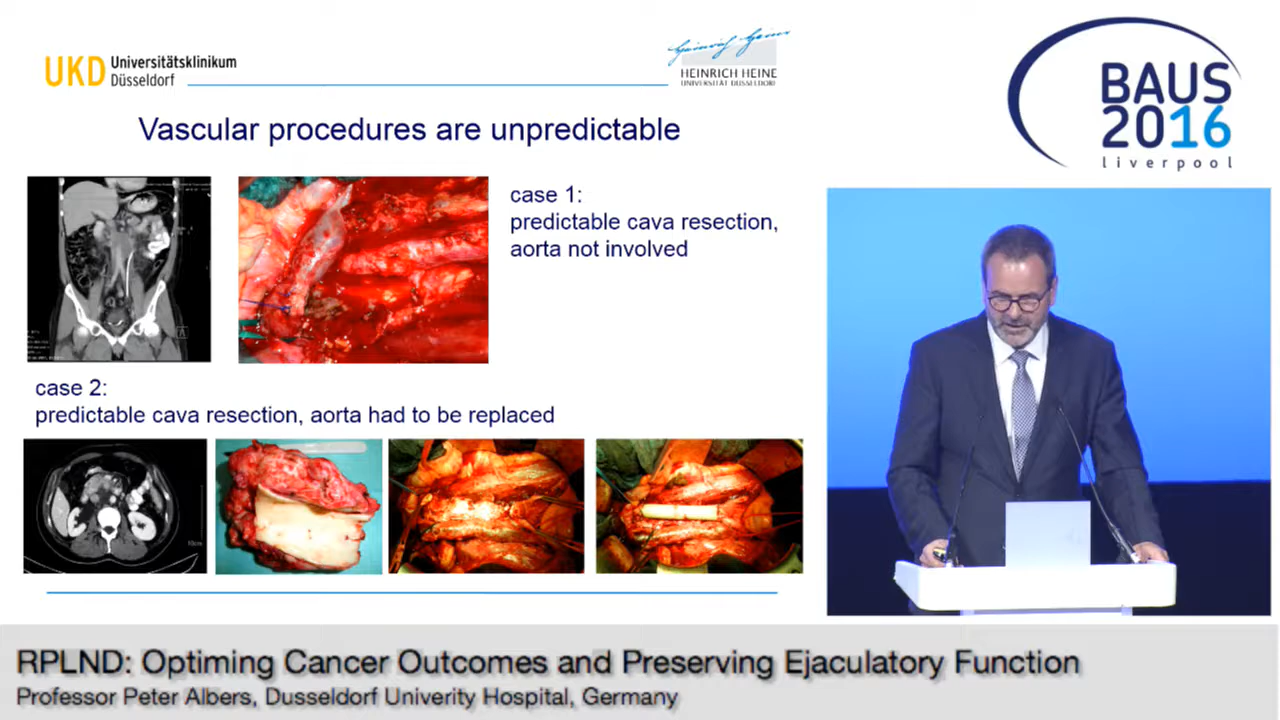 UKD Universitätsklinikum
Düsseldorf
HEINRICH HEINE
UNIVERSITÄT DÜSSELDORF
BAUS
2016
liverpool
Vascular procedures are unpredictable
case 1:
predictable cava resection,
aorta not involved
case 2:
predictable cava resection, aorta had to be replaced
RPLND: Optiming Cancer Outcomes and Preserving Ejaculatory Function
Professor Peter Albers, Dusseldorf Univerity Hospital, Germany